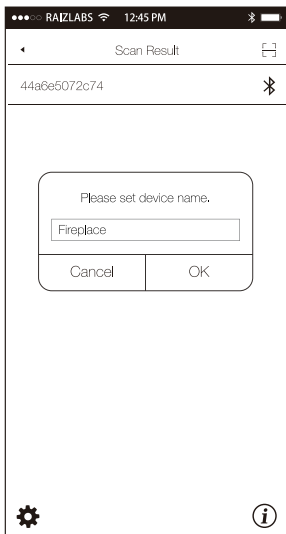 RAIZLABS 12:45 PM
Scan Result
44a6e5072c74
Please set device name.
Fireplace
Cancel OK
i